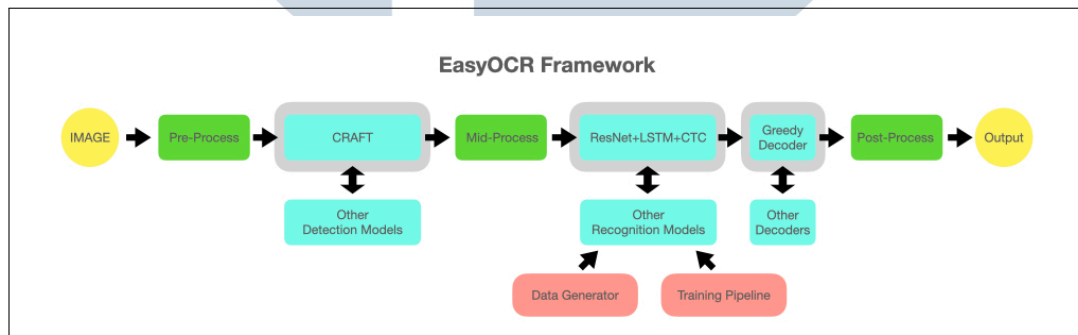 EasyOCR Framework
IMAGE
Pre-Process
CRAFT
Mid-Process
ResNet+LSTM+CTC
Greedy
Decoder
Post-Process
Output
Other
Detection Models
Other
Recognition Models
Other
Decoders
Data Generator
Training Pipeline